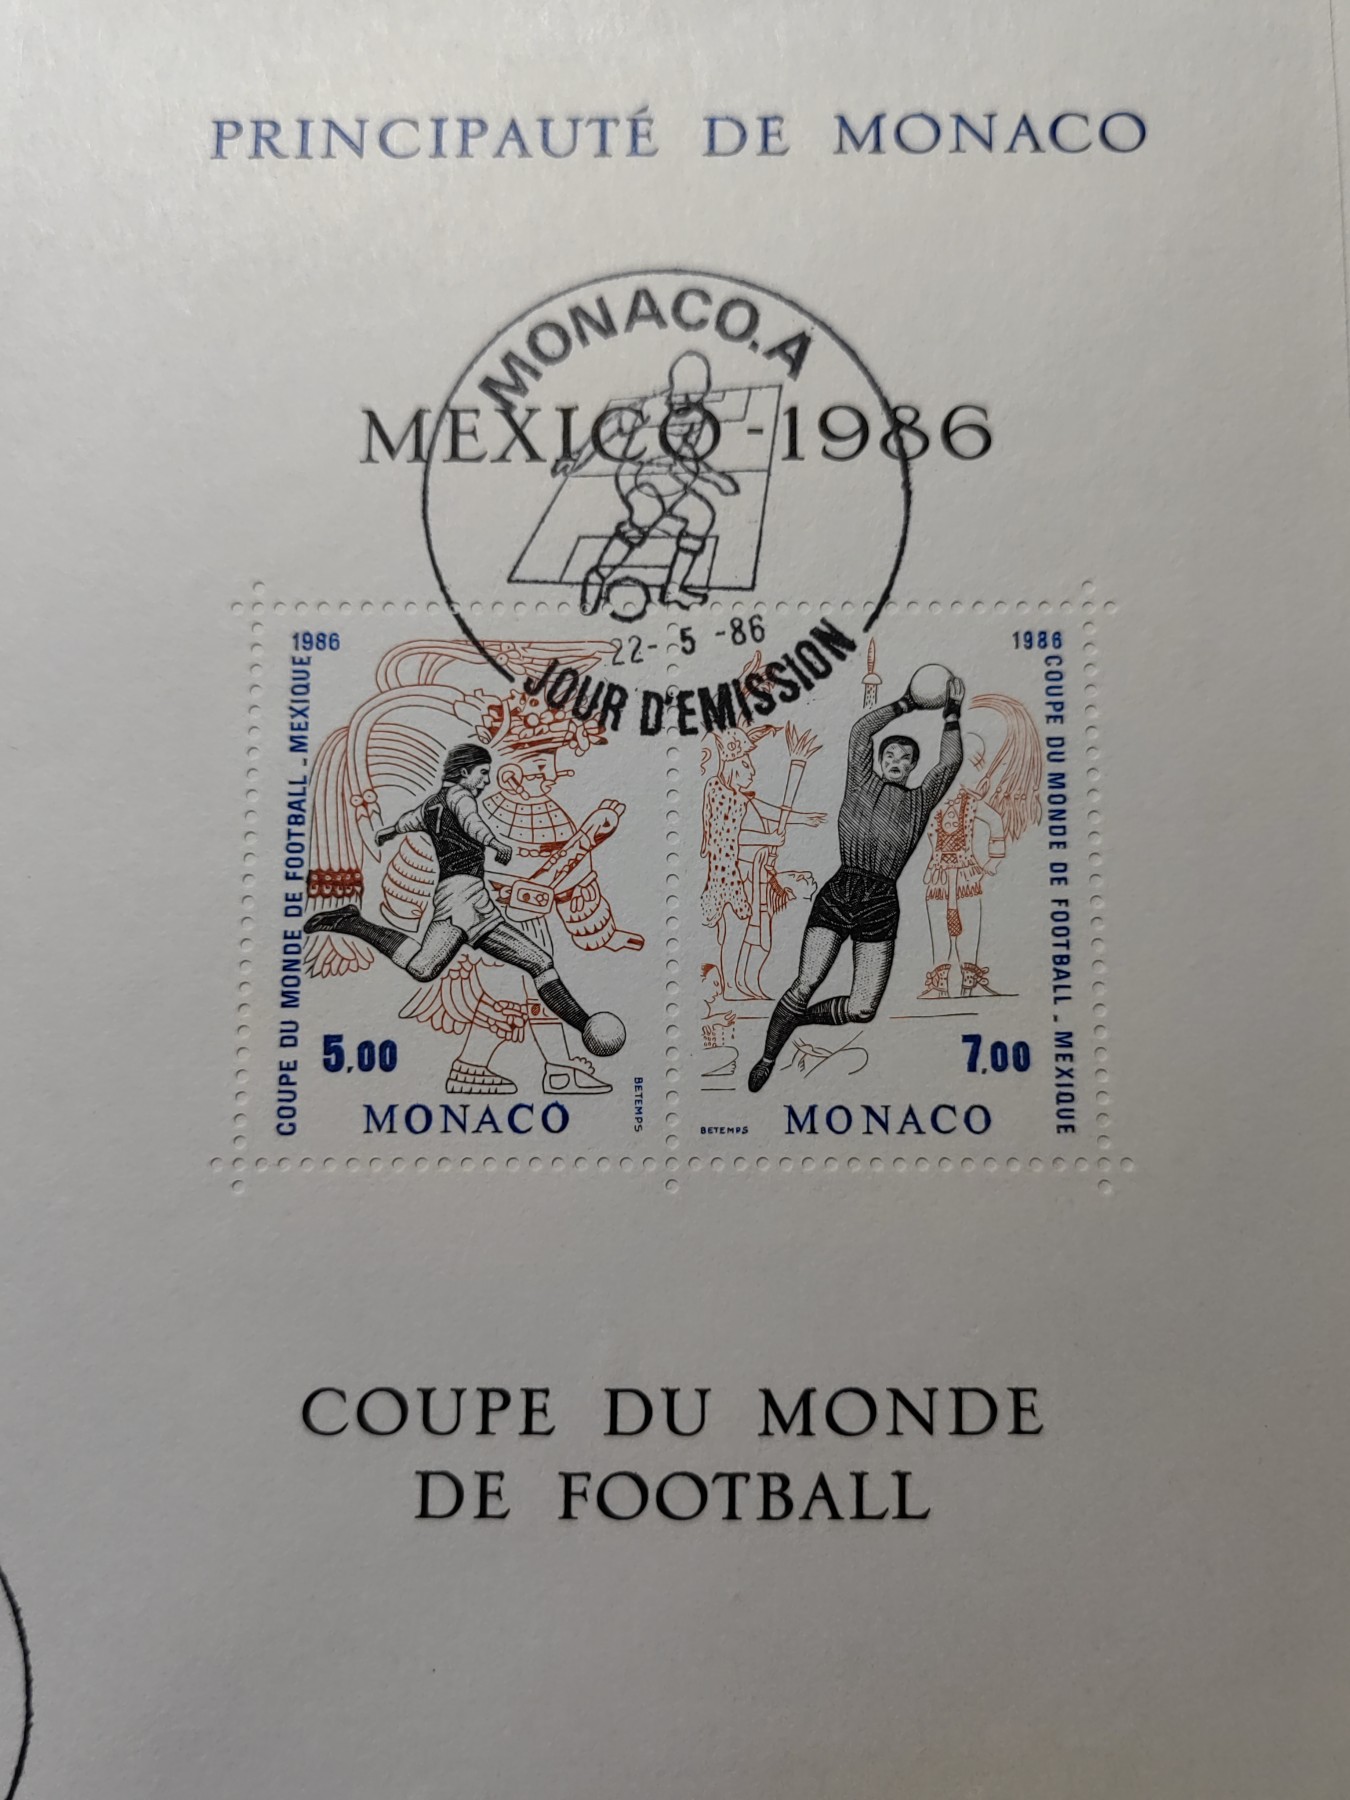 PRINCIPAUTÉ DE MONACO
MONACO.A
MEXICO - 1986
22- 5 -86
JOUR D'EMISSION
1986
COUPE DU MONDE DE FOOTBALL - MEXIQUE
7
5,00
MONACO
BETEMPS
1986
COUPE DU MONDE DE FOOTBALL - MEXIQUE
7,00
BETEMPS
MONACO
COUPE DU MONDE
DE FOOTBALL